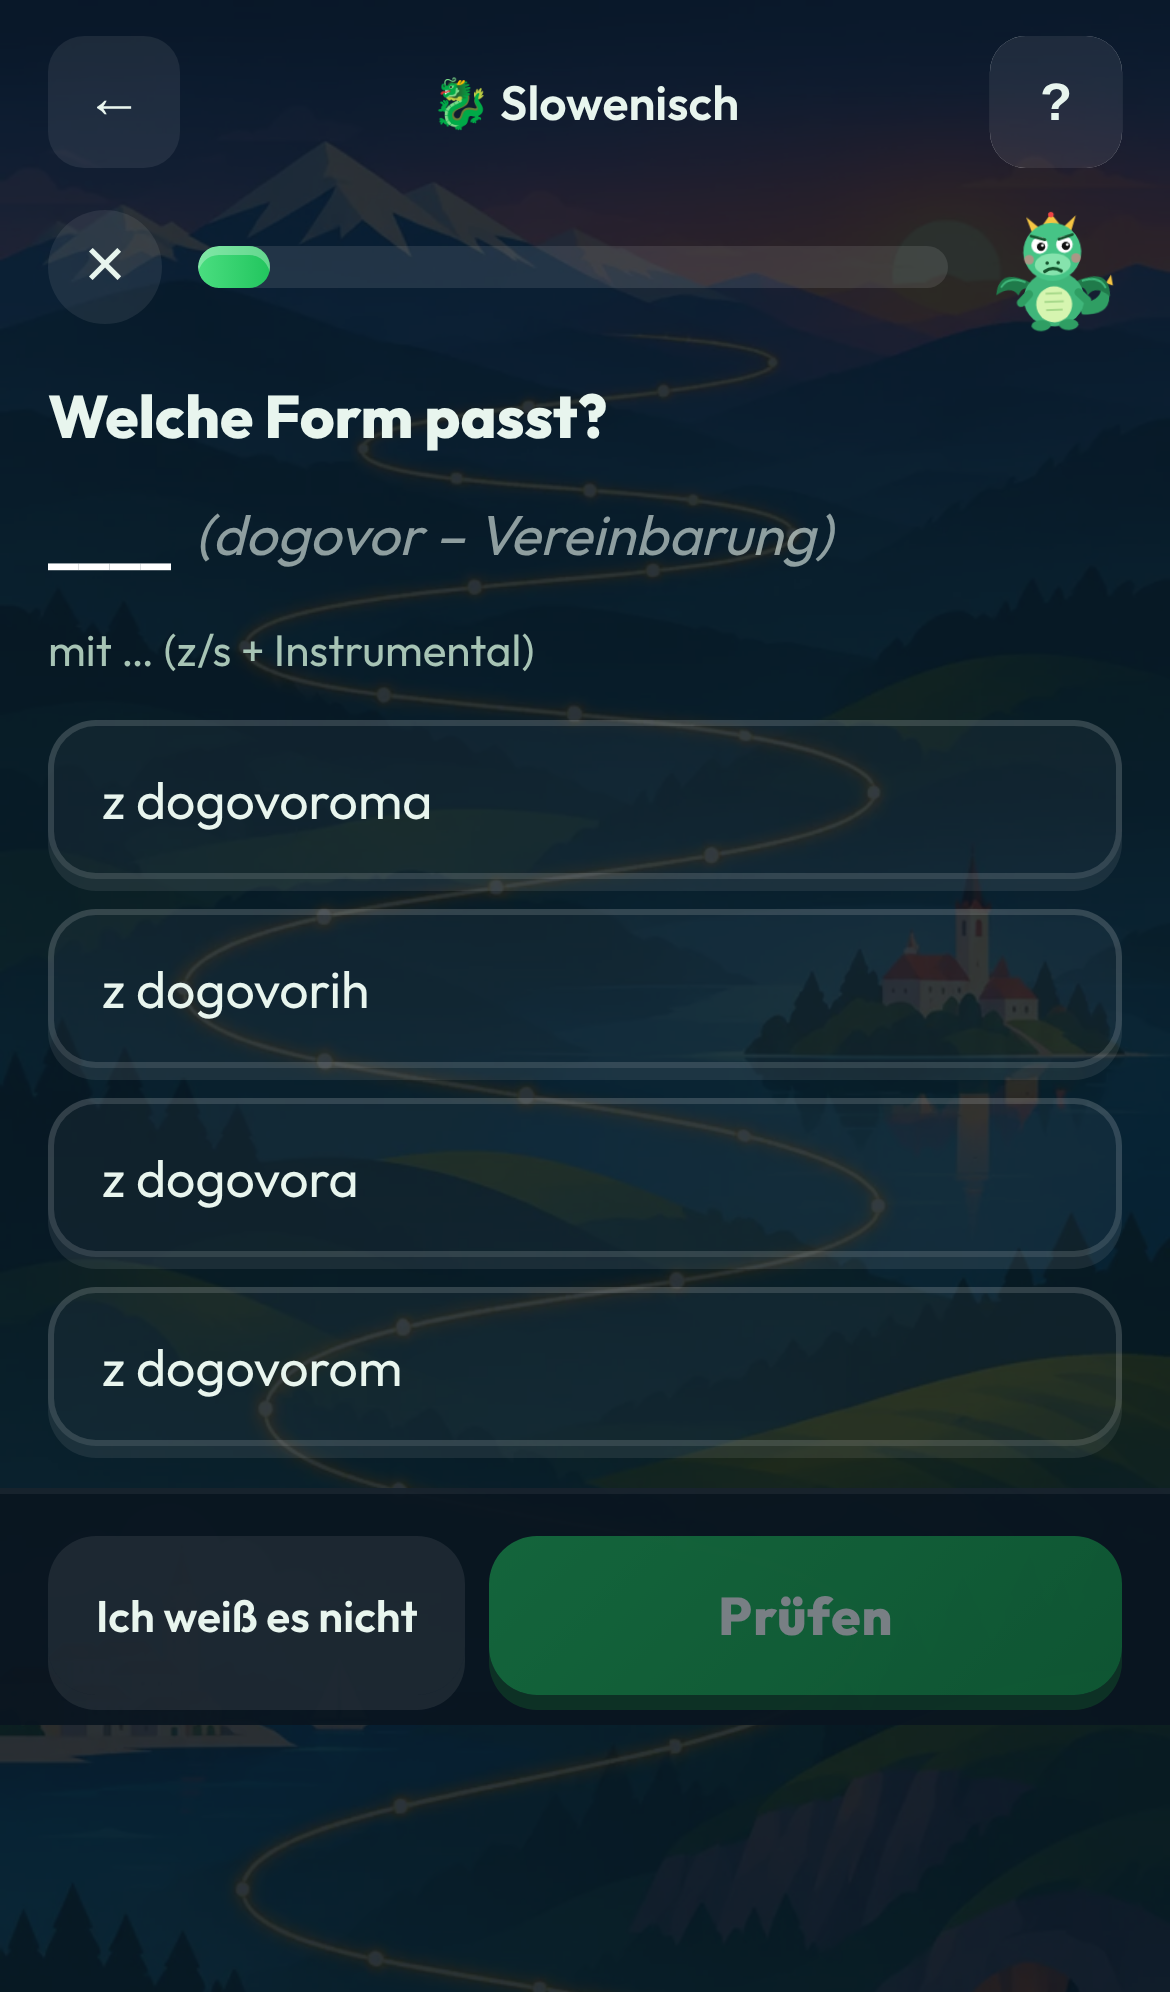 ←
🐉 Slowenisch
?
✕
Welche Form passt?
____ (dogovor – Vereinbarung)
mit ... (z/s + Instrumental)
z dogovoroma
z dogovorih
z dogovora
z dogovorom
Ich weiß es nicht
Prüfen